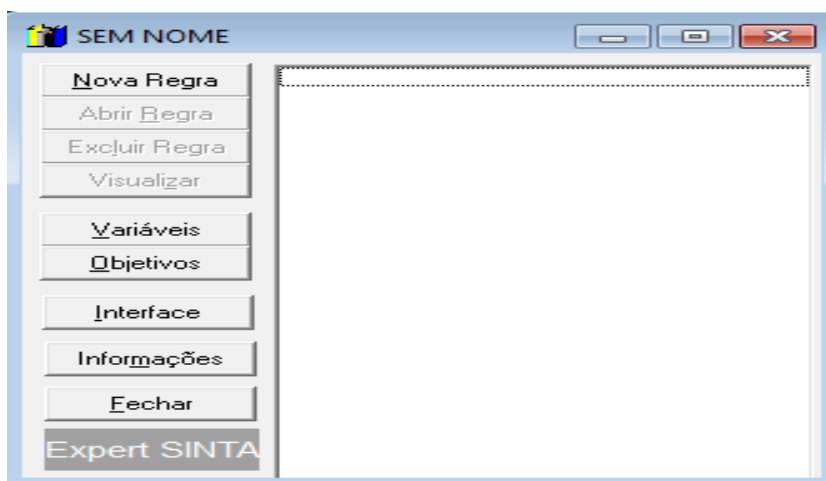 SEM NOME
Nova Regra
Abrir Regra
Excluir Regra
Visualizar
Variáveis
Objetivos
Interface
Informações
Fechar
Expert SINTA